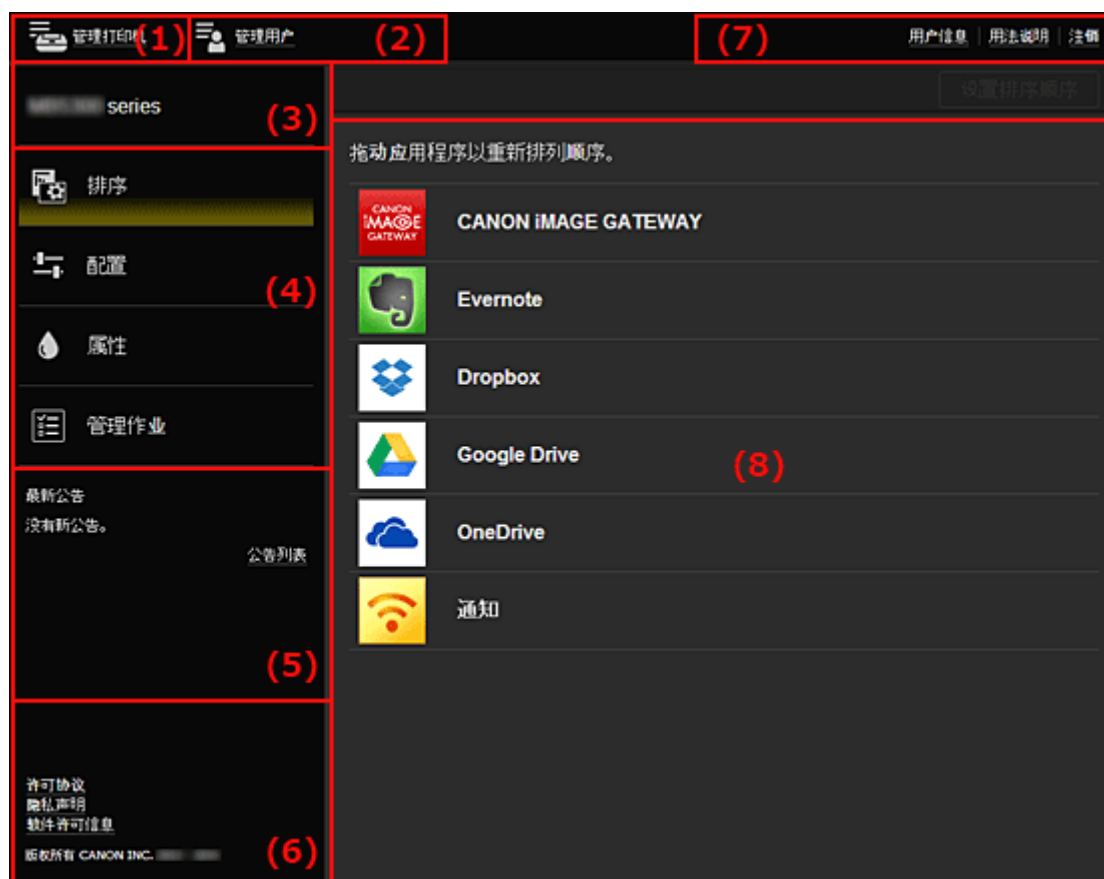 管理打印机 (1) 管理用户 (2) (7) 用户信息 用法说明 注销
series (3)
设置排序顺序
拖动应用程序以重新排列顺序。
排序
配置
(4)
属性
管理作业
CANON iMAGE GATEWAY
CANON iMAGE GATEWAY
Evernote
Dropbox
Google Drive (8)
OneDrive
通知
最新公告
没有新公告。
公告列表
(5)
许可协议
隐私声明
软件许可信息
版权所有 CANON INC. (6)